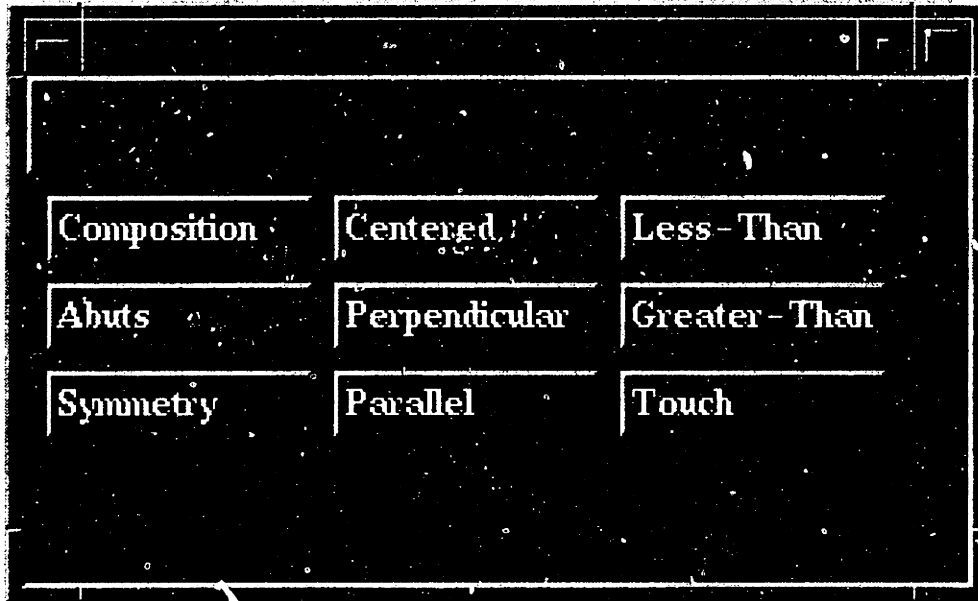 Composition Centered Less-Than
Abuts Perpendicular Greater-Than
Symmetry Parallel Touch